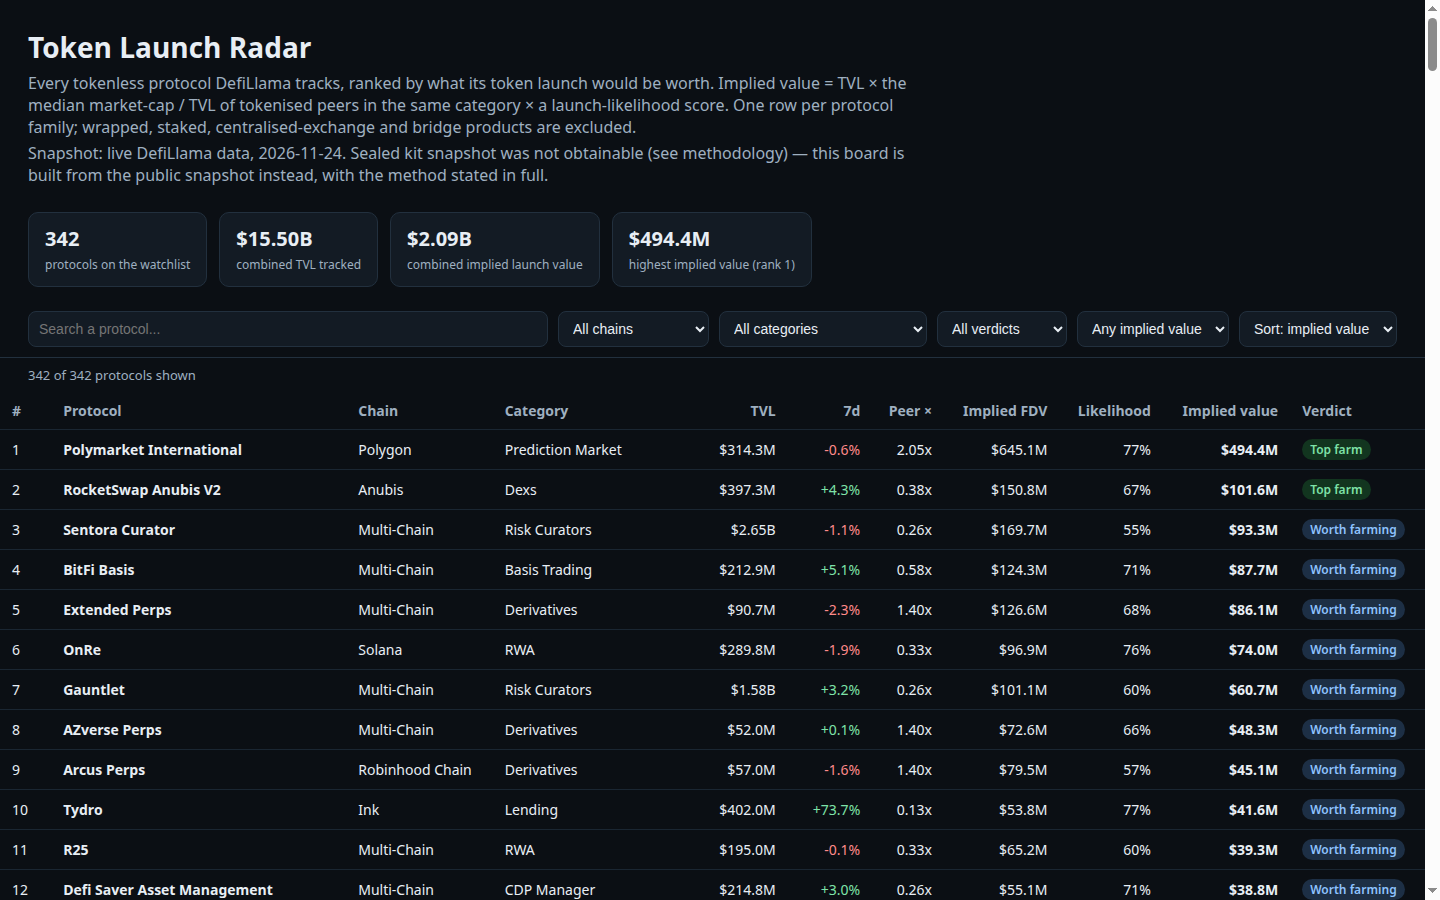 Token Launch Radar
Every tokenless protocol DefiLlama tracks, ranked by what its token launch would be worth. Implied value = TVL × the
median market-cap / TVL of tokenised peers in the same category × a launch-likelihood score. One row per protocol
family; wrapped, staked, centralised-exchange and bridge products are excluded.
Snapshot: live DefiLlama data, 2026-11-24. Sealed kit snapshot was not obtainable (see methodology) — this board is
built from the public snapshot instead, with the method stated in full.
342 $15.50B $2.09B $494.4M
protocols on the watchlist combined TVL tracked combined implied launch value highest implied value (rank 1)
Search a protocol... All chains All categories All verdicts Any implied value Sort: implied value
342 of 342 protocols shown
# Protocol Chain Category TVL 7d Peer × Implied FDV Likelihood Implied value Verdict
1 Polymarket International Polygon Prediction Market $314.3M -0.6% 2.05x $645.1M 77% $494.4M Top farm
2 RocketSwap Anubis V2 Anubis Dexs $397.3M +4.3% 0.38x $150.8M 67% $101.6M Top farm
3 Sentora Curator Multi-Chain Risk Curators $2.65B -1.1% 0.26x $169.7M 55% $93.3M Worth farming
4 BitFi Basis Multi-Chain Basis Trading $212.9M +5.1% 0.58x $124.3M 71% $87.7M Worth farming
5 Extended Perps Multi-Chain Derivatives $90.7M -2.3% 1.40x $126.6M 68% $86.1M Worth farming
6 OnRe Solana RWA $289.8M -1.9% 0.33x $96.9M 76% $74.0M Worth farming
7 Gauntlet Multi-Chain Risk Curators $1.58B +3.2% 0.26x $101.1M 60% $60.7M Worth farming
8 AZverse Perps Multi-Chain Derivatives $52.0M +0.1% 1.40x $72.6M 66% $48.3M Worth farming
9 Arcus Perps Robinhood Chain Derivatives $57.0M -1.6% 1.40x $79.5M 57% $45.1M Worth farming
10 Tydro Ink Lending $402.0M +73.7% 0.13x $53.8M 77% $41.6M Worth farming
11 R25 Multi-Chain RWA $195.0M -0.1% 0.33x $65.2M 60% $39.3M Worth farming
12 Defi Saver Asset Management Multi-Chain CDP Manager $214.8M +3.0% 0.26x $55.1M 71% $38.8M Worth farming